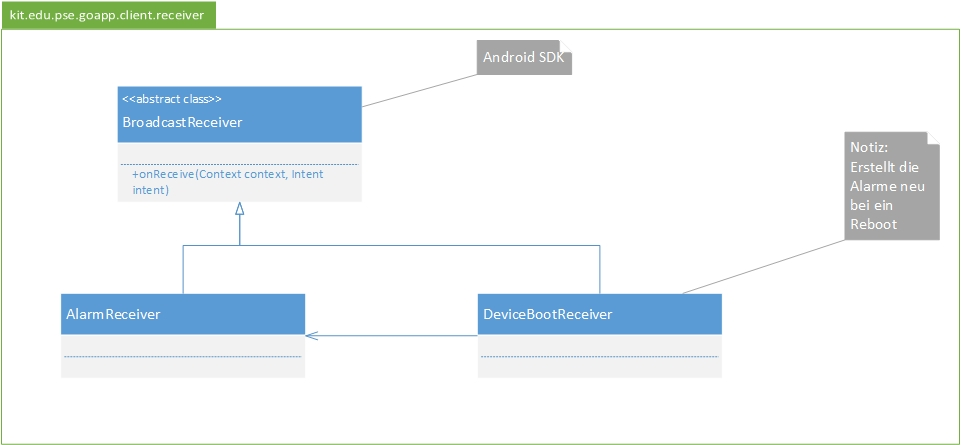 kit.edu.pse.goapp.client.receiver
Android SDK
<<abstract class>>
BroadcastReceiver
+onReceive(Context context, Intent
intent)
Notiz:
Erstellt die
Alarme neu
bei ein
Reboot
AlarmReceiver
DeviceBootReceiver